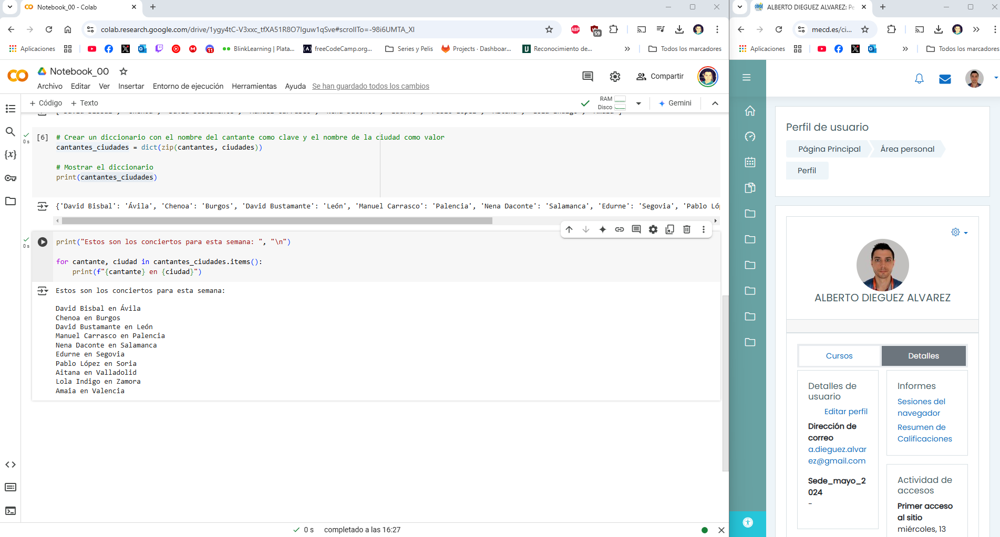 Notebook_00 - Colab
colab.research.google.com/drive/1ygy4tC-V3xxc_tfXA51R8O7Iguw1qSve#scrollTo=-98i6UMTA_XI
59
Aplicaciones
BlinkLearning | Plata...
freeCodeCamp.org...
Series y Pelis
Projects · Dashboar...
Reconocimiento de...
Todos los marcadores
Notebook_00
Compartir
Archivo Editar Ver Insertar Entorno de ejecución Herramientas Ayuda Se han guardado todos los cambios
+ Código + Texto
RAM
Disco
Gemini
[6]
0 s
# Crear un diccionario con el nombre del cantante como clave y el nombre de la ciudad como valor
cantantes_ciudades = dict(zip(cantantes, ciudades))
# Mostrar el diccionario
print(cantantes_ciudades)
{'David Bisbal': 'Ávila', 'Chenoa': 'Burgos', 'David Bustamante': 'León', 'Manuel Carrasco': 'Palencia', 'Nena Daconte': 'Salamanca', 'Edurne': 'Segovia', 'Pablo Ló
0 s
print("Estos son los conciertos para esta semana: ", "\n")
for cantante, ciudad in cantantes_ciudades.items():
print(f"{cantante} en {ciudad}")
Estos son los conciertos para esta semana:
David Bisbal en Ávila
Chenoa en Burgos
David Bustamante en León
Manuel Carrasco en Palencia
Nena Daconte en Salamanca
Edurne en Segovia
Pablo López en Soria
Aitana en Valladolid
Lola Indigo en Zamora
Amaia en Valencia
0 s completado a las 16:27
ALBERTO DIEGUEZ ALVAREZ: Pe
mecd.es/ci...
Aplicaciones
Todos los marcadores
Perfil de usuario
Página Principal
Área personal
Perfil
ALBERTO DIEGUEZ ALVAREZ
Cursos
Detalles
Detalles de
usuario
Editar perfil
Dirección de
correo
a.dieguez.alvar
ez@gmail.com
Sede_mayo_2
024
-
Informes
Sesiones del
navegador
Resumen de
Calificaciones
Actividad de
accesos
Primer acceso
al sitio
miércoles, 13